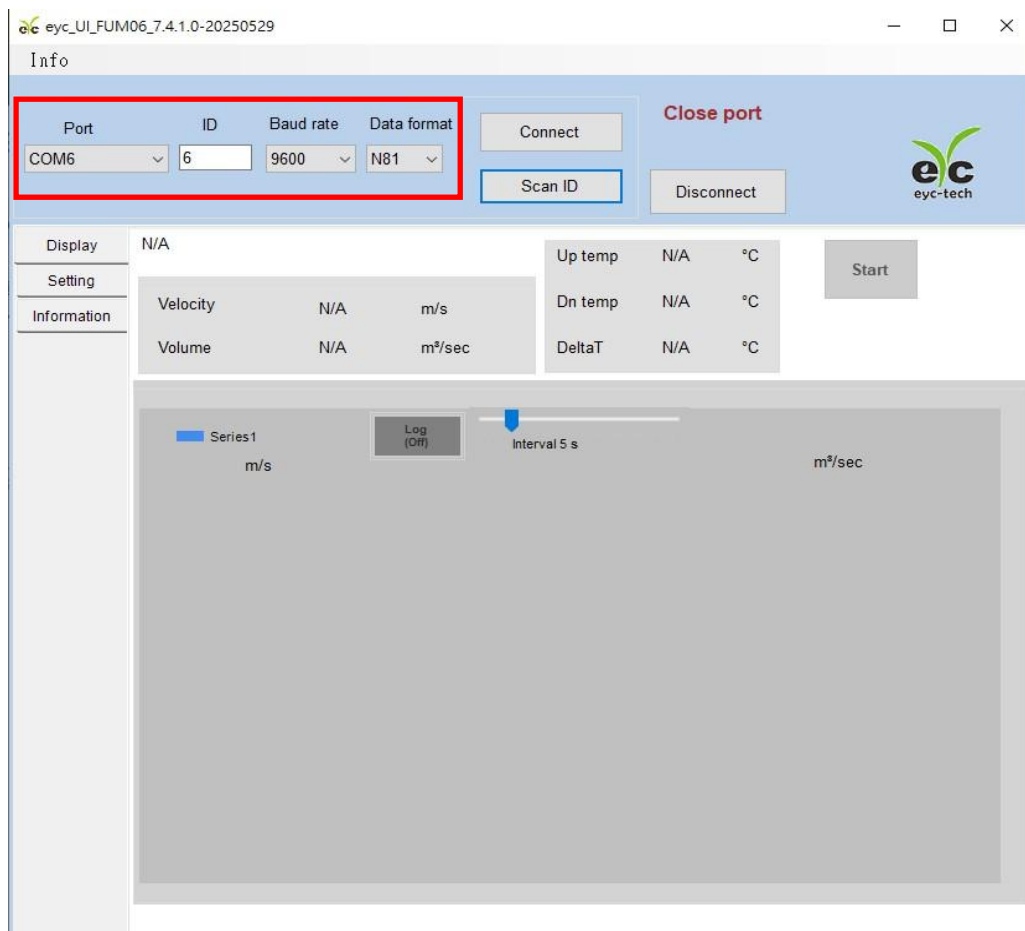 eyc_UI_FUM06_7.4.1.0-20250529
Info
Port ID Baud rate Data format
COM6 6 9600 N81
Connect
Scan ID
Close port
Disconnect
eyc
eyc-tech
Display
Setting
Information
N/A
Velocity N/A m/s
Volume N/A m³/sec
Up temp N/A °C
Dn temp N/A °C
DeltaT N/A °C
Start
Series1
Log
(Off)
Interval 5 s
m/s
m³/sec